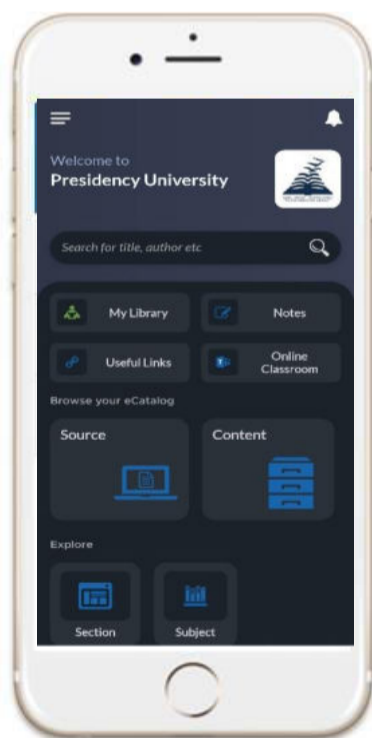 Welcome to
Presidency University
Search for title, author etc
My Library
Notes
Useful Links
Online
Classroom
Browse your eCatalog
Source
Content
Explore
Section
Subject